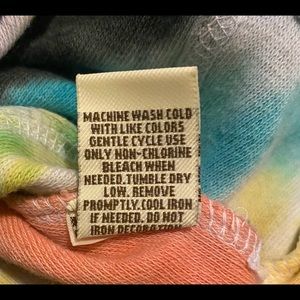 MACHINE WASH COLD
WITH LIKE COLORS
GENTLE CYCLE USE
ONLY NON-CHLORINE
BLEACH WHEN
NEEDED.TUMBLE DRY
LOW. REMOVE
PROMPTLY.COOL IRON
IF NEEDED. DO NOT
IRON DECORATION